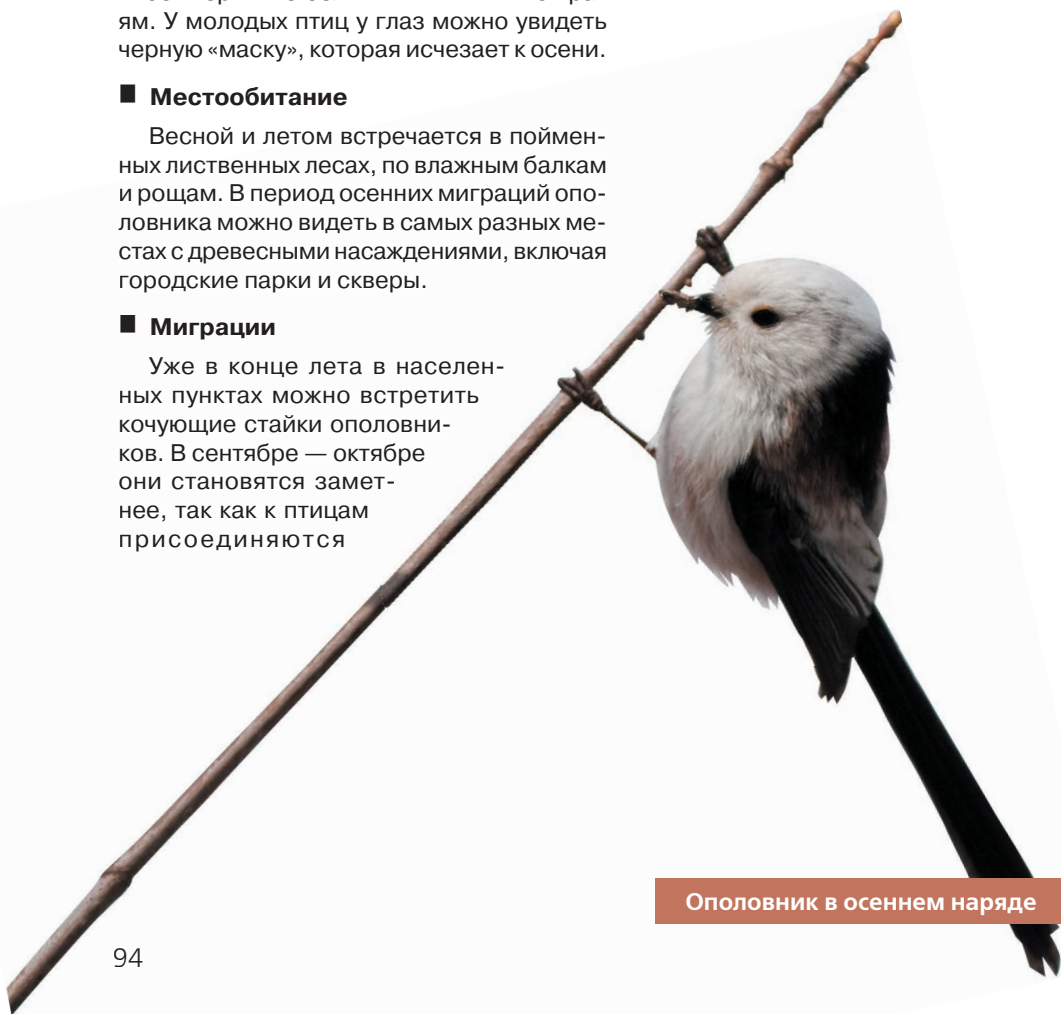 ям. У молодых птиц у глаз можно увидеть
черную «маску», которая исчезает к осени.
Местообитание
Весной и летом встречается в поймен-
ных лиственных лесах, по влажным балкам
и рощам. В период осенних миграций опо-
ловника можно видеть в самых разных ме-
стах с древесными насаждениями, включая
городские парки и скверы.
Миграции
Уже в конце лета в населен-
ных пунктах можно встретить
кочующие стайки ополовни-
ков. В сентябре — октябре
они становятся замет-
нее, так как к птицам
присоединяются
Ополовник в осеннем наряде
94